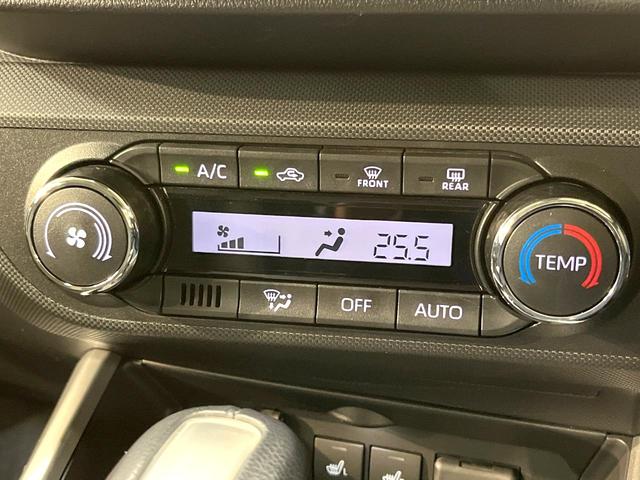 A/C
FRONT
REAR
25.5
TEMP
OFF
AUTO
L